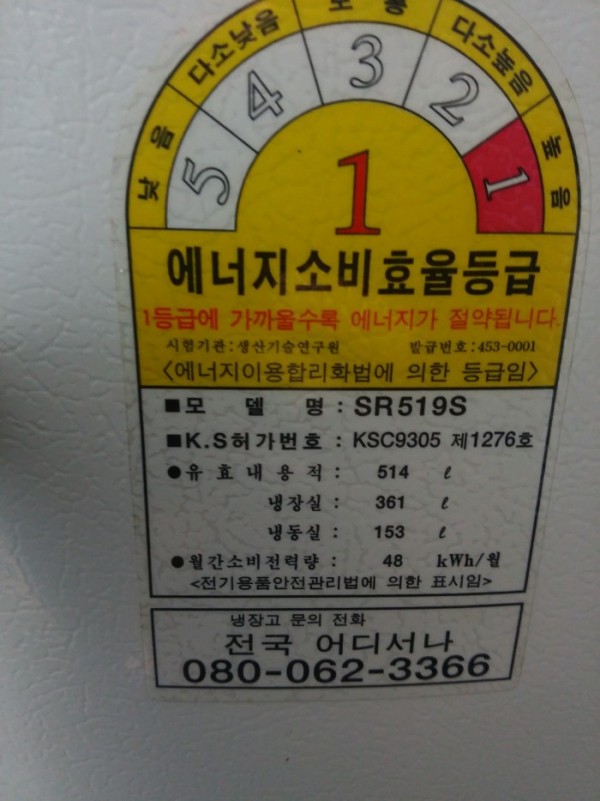 낮음 다소낮음 보통 다소높음 높음
5 4 3 2 1
1
에너지소비효율등급
1등급에 가까울수록 에너지가 절약됩니다.
시험기관:생산기술연구원 발급번호:453-0001
<에너지이용합리화법에 의한 등급임>
■모 델 명 : SR519S
■K.S허가번호 : KSC9305 제1276호
●유효내용적 : 514 ℓ
냉장실 : 361 ℓ
냉동실 : 153 ℓ
●월간소비전력량 : 48 kWh/월
<전기용품안전관리법에 의한 표시임>
냉장고 문의 전화
전국 어디서나
080-062-3366